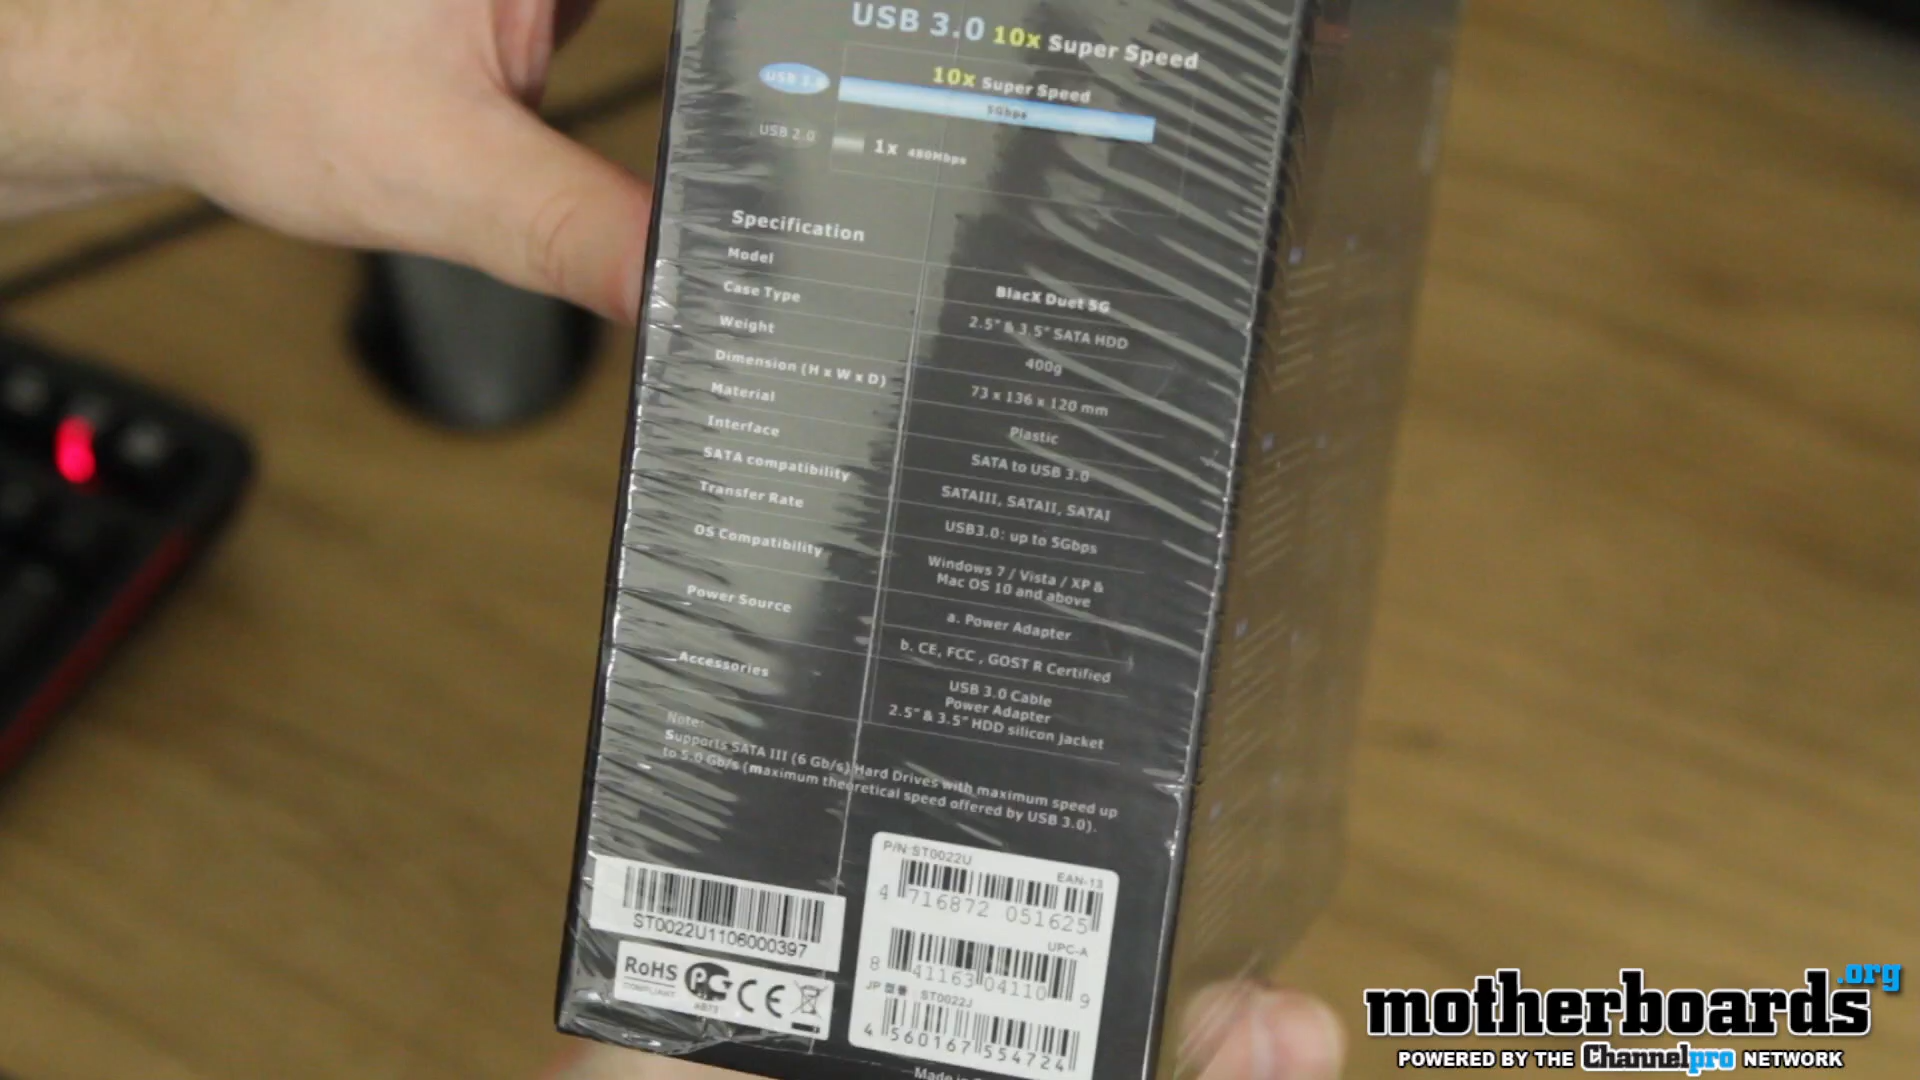 USB 3.0 10x Super Speed
10x Super Speed
USB 3.0
5Gbps
USB 2.0 1x 480Mbps
Specification
Model BlacX Duet 5G
Case Type 2.5" & 3.5" SATA HDD
Weight 400g
Dimension (H x W x D) 73 x 136 x 120 mm
Material Plastic
Interface SATA to USB 3.0
SATA compatibility SATAIII, SATAII, SATAI
Transfer Rate USB3.0: up to 5Gbps
OS Compatibility Windows 7 / Vista / XP &
Mac OS 10 and above
Power Source a. Power Adapter
b. CE, FCC , GOST R Certified
Accessories USB 3.0 Cable
Power Adapter
2.5" & 3.5" HDD silicon jacket
Note:
Supports SATA III (6 Gb/s) Hard Drives with maximum speed up
to 5.0 Gb/s (maximum theoretical speed offered by USB 3.0).
P/N:ST0022U
EAN-13
4 716872 051625
UPC-A
8 41163 04110 9
JP 型番 ST0022J
4 560167 554724
ST0022U1106000397
RoHS
COMPLIANT
CE
Made in
motherboards.org
POWERED BY THE Channelpro NETWORK